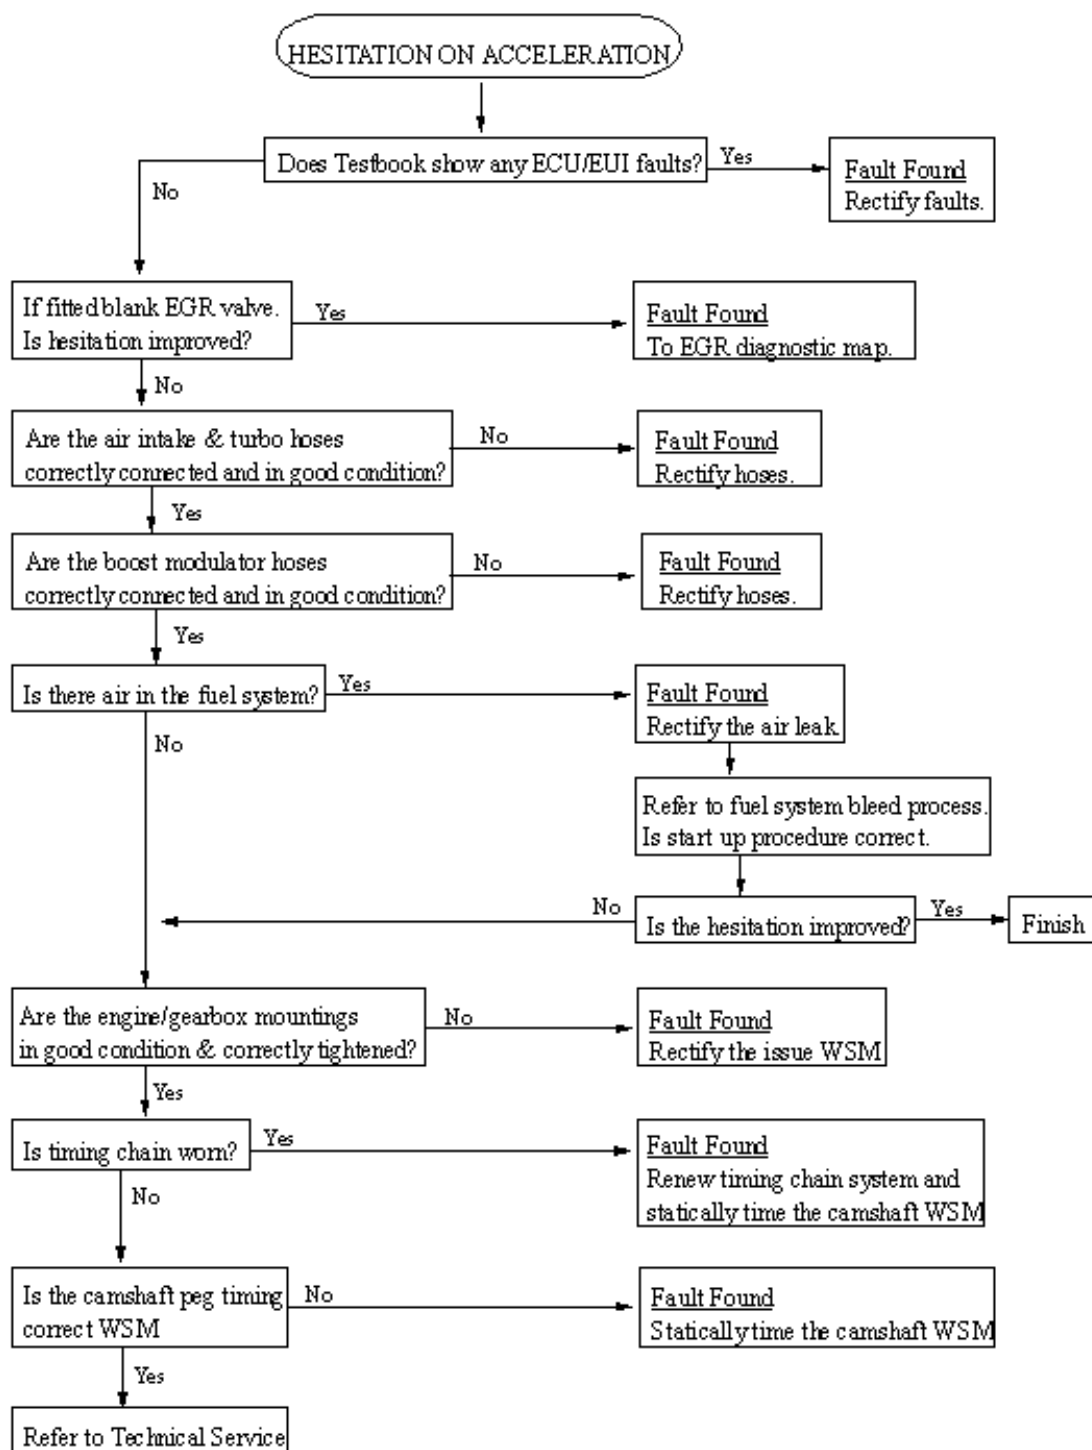 HESITATION ON ACCELERATION
Does Testbook show any ECU/EUI faults?
Yes
Fault Found
Rectify faults.
No
If fitted blank EGR valve.
Is hesitation improved?
Yes
Fault Found
To EGR diagnostic map.
No
Are the air intake & turbo hoses
correctly connected and in good condition?
No
Fault Found
Rectify hoses.
Yes
Are the boost modulator hoses
correctly connected and in good condition?
No
Fault Found
Rectify hoses.
Yes
Is there air in the fuel system?
Yes
Fault Found
Rectify the air leak.
No
Refer to fuel system bleed process.
Is start up procedure correct.
No
Is the hesitation improved?
Yes
Finish
Are the engine/gearbox mountings
in good condition & correctly tightened?
No
Fault Found
Rectify the issue WSM
Yes
Is timing chain worn?
Yes
Fault Found
Renew timing chain system and
statically time the camshaft WSM
No
Is the camshaft peg timing
correct WSM
No
Fault Found
Statically time the camshaft WSM
Yes
Refer to Technical Service